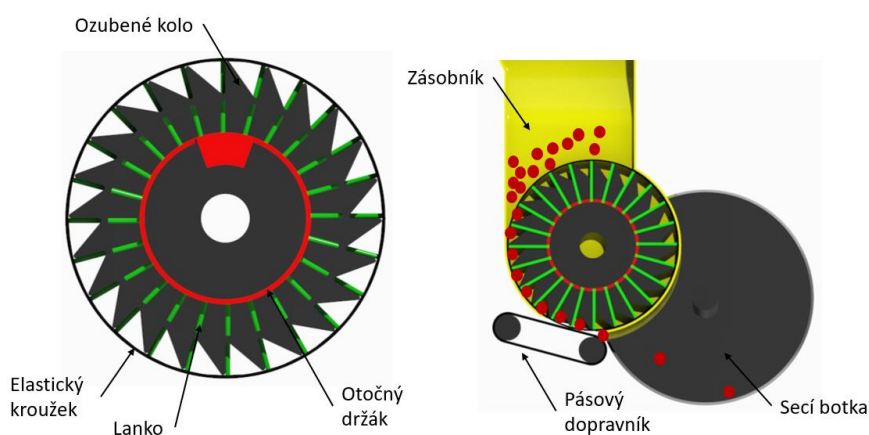 Ozubené kolo
Elastický
kroužek
Lanko
Otočný
držák
Zásobník
Pásový
dopravník
Secí botka